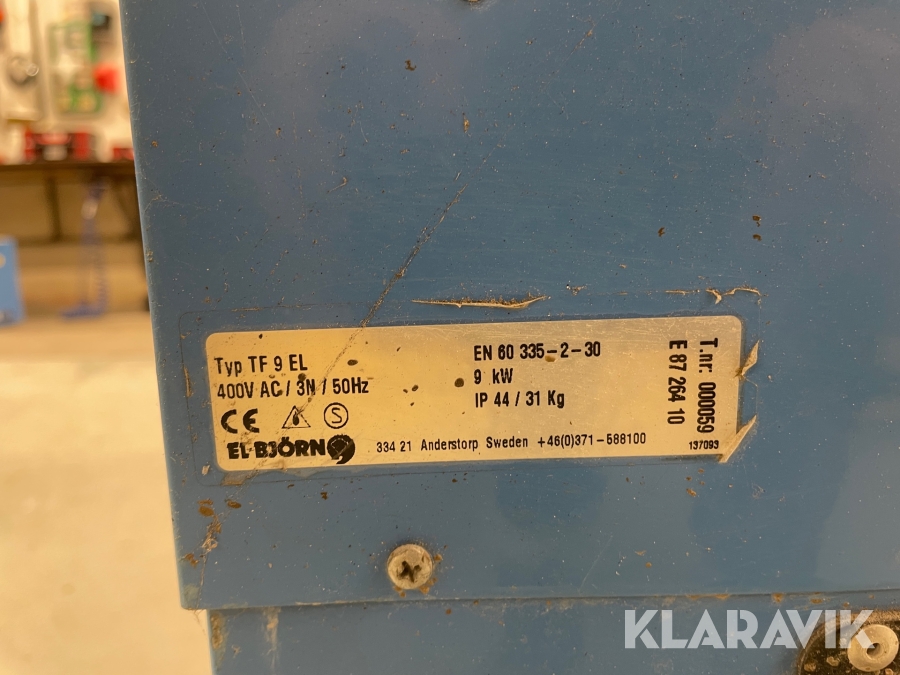 Typ TF 9 EL
400V AC / 3N / 50Hz
CE S
EL-BJÖRN
EN 60 335-2-30
9 kW
IP 44 / 31 Kg
334 21 Anderstorp Sweden +46(0)371-588100
T.nr: 000059
E 87 264 10
137093
KLARAVIK